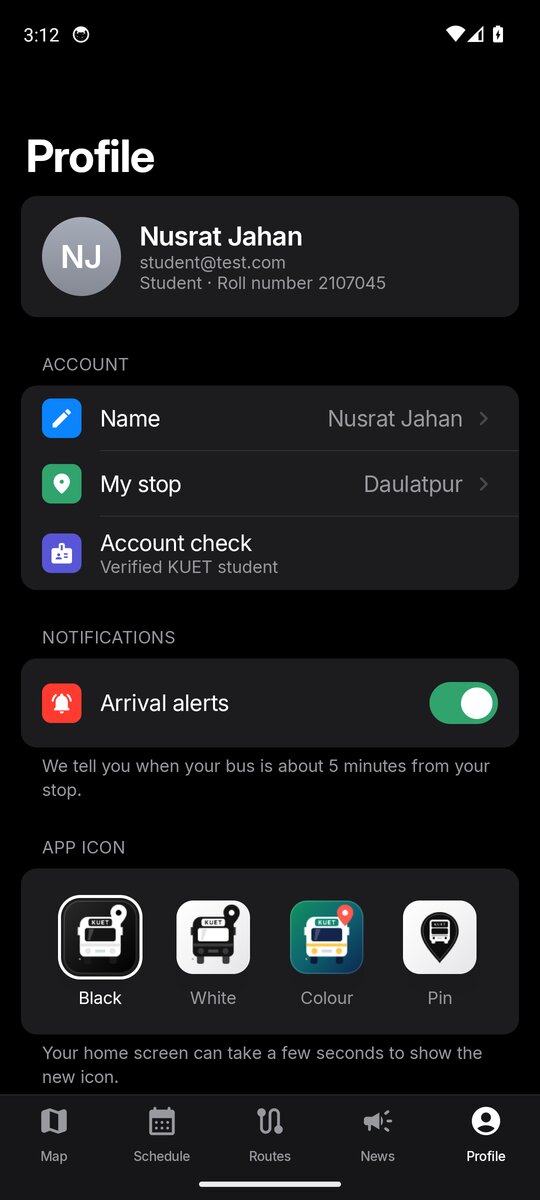 3:12
Profile
NJ
Nusrat Jahan
student@test.com
Student · Roll number 2107045
ACCOUNT
Name
Nusrat Jahan
My stop
Daulatpur
Account check
Verified KUET student
NOTIFICATIONS
Arrival alerts
We tell you when your bus is about 5 minutes from your
stop.
APP ICON
KUET
KUET
KUET
Black
White
Colour
Pin
Your home screen can take a few seconds to show the
new icon.
Map
Schedule
Routes
News
Profile